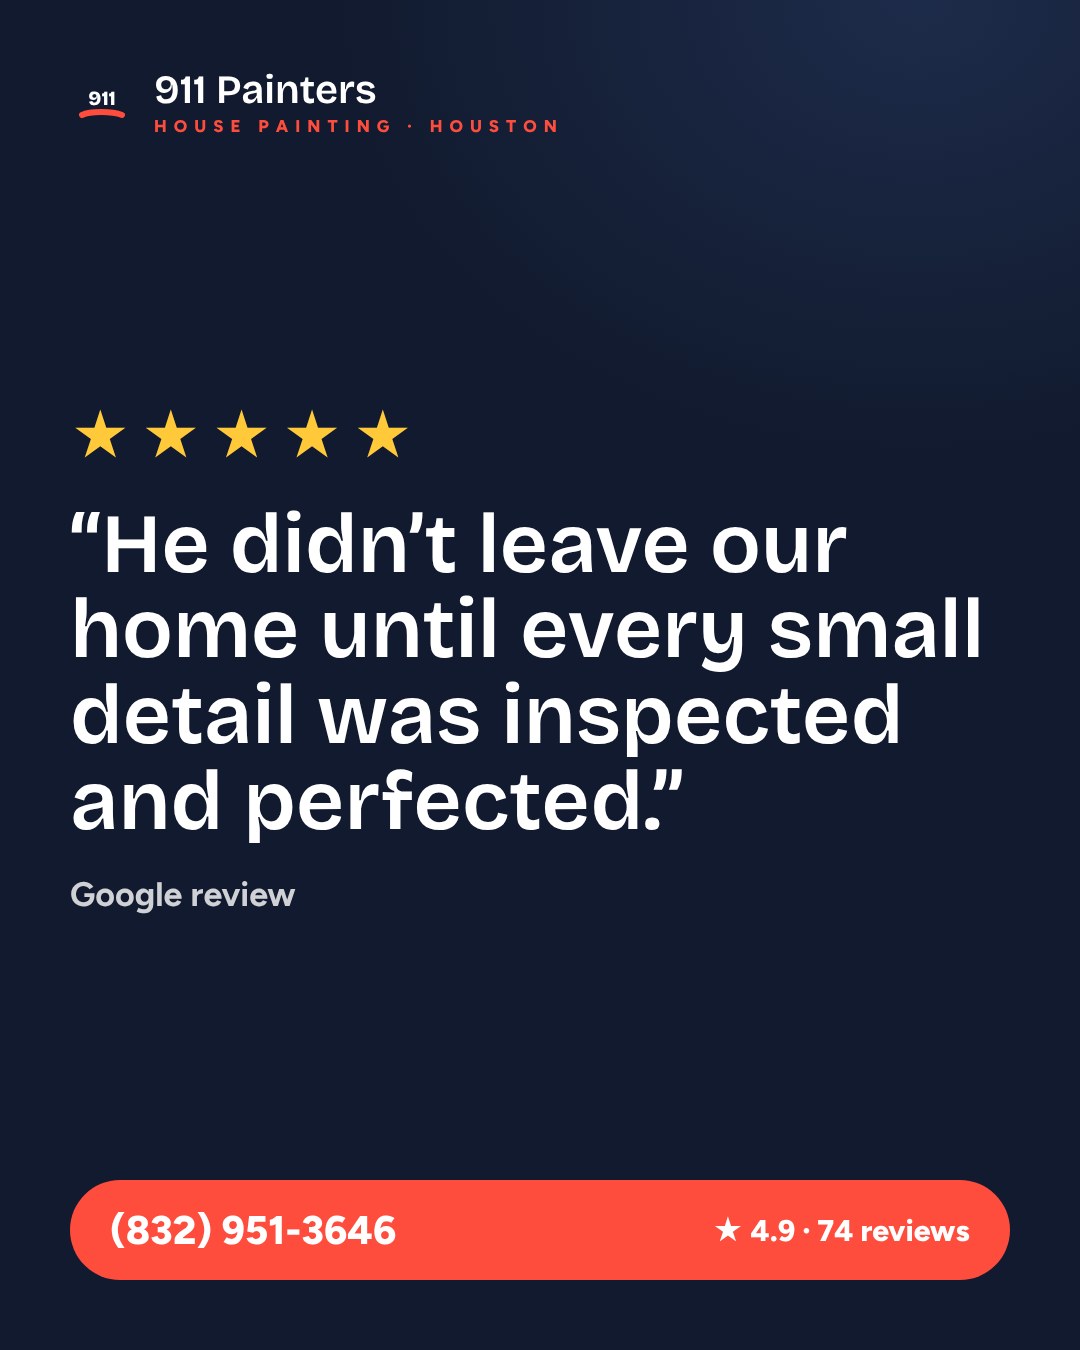 911
911 Painters
HOUSE PAINTING · HOUSTON
★★★★★
“He didn’t leave our
home until every small
detail was inspected
and perfected.”
Google review
(832) 951-3646
★ 4.9 · 74 reviews